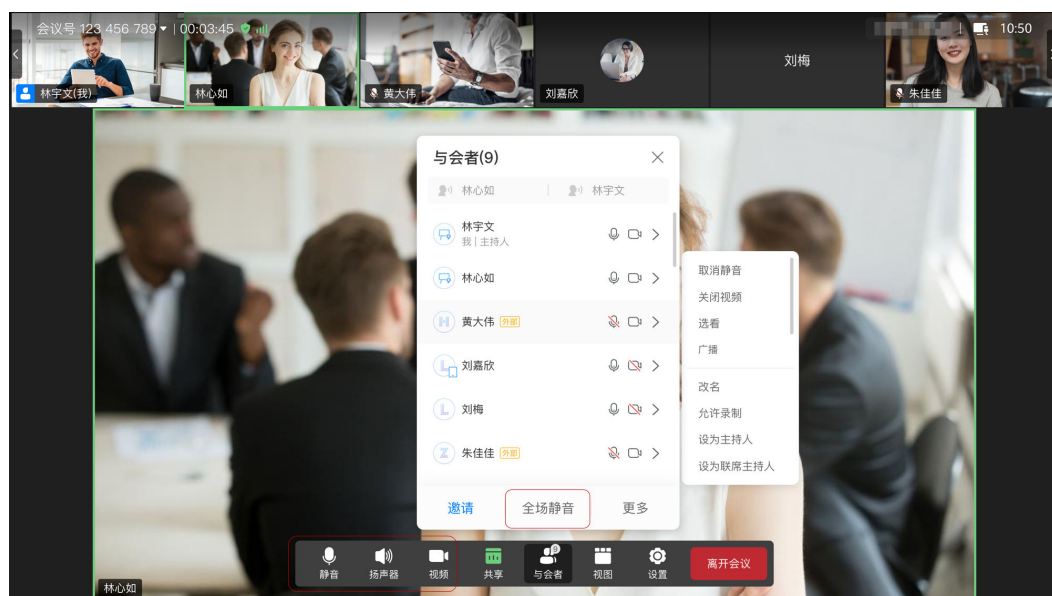 会议号 123 456 789 | 00:03:45
10:50
林宇文(我)
林心如
黄大伟
刘嘉欣
刘梅
朱佳佳
与会者(9)
林心如 | 林宇文
林宇文
我 | 主持人
林心如
H 黄大伟 外部
L 刘嘉欣
L 刘梅
Z 朱佳佳 外部
邀请 全场静音 更多
取消静音
关闭视频
选看
广播
改名
允许录制
设为主持人
设为联席主持人
静音 扬声器 视频 共享 与会者 9 视图 设置 离开会议
林心如